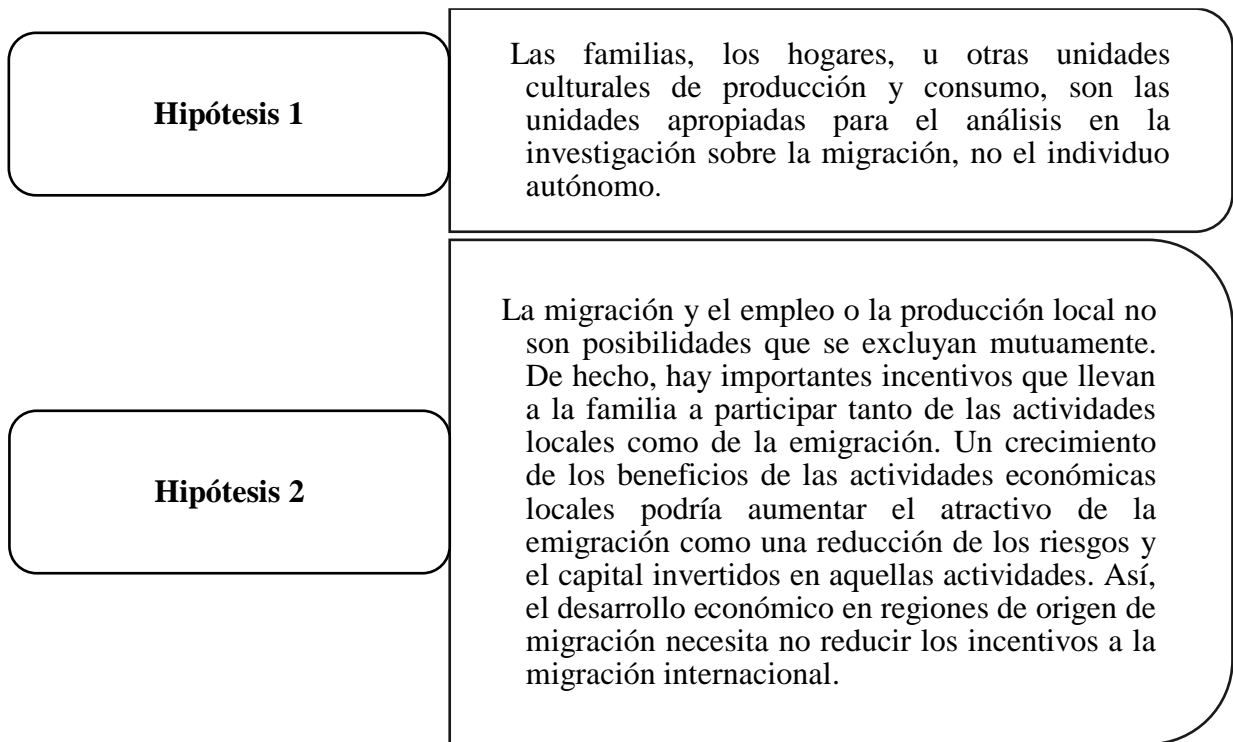 Hipótesis 1
Las familias, los hogares, u otras unidades
culturales de producción y consumo, son las
unidades apropiadas para el análisis en la
investigación sobre la migración, no el individuo
autónomo.
Hipótesis 2
La migración y el empleo o la producción local no
son posibilidades que se excluyan mutuamente.
De hecho, hay importantes incentivos que llevan
a la familia a participar tanto de las actividades
locales como de la emigración. Un crecimiento
de los beneficios de las actividades económicas
locales podría aumentar el atractivo de la
emigración como una reducción de los riesgos y
el capital invertidos en aquellas actividades. Así,
el desarrollo económico en regiones de origen de
migración necesita no reducir los incentivos a la
migración internacional.